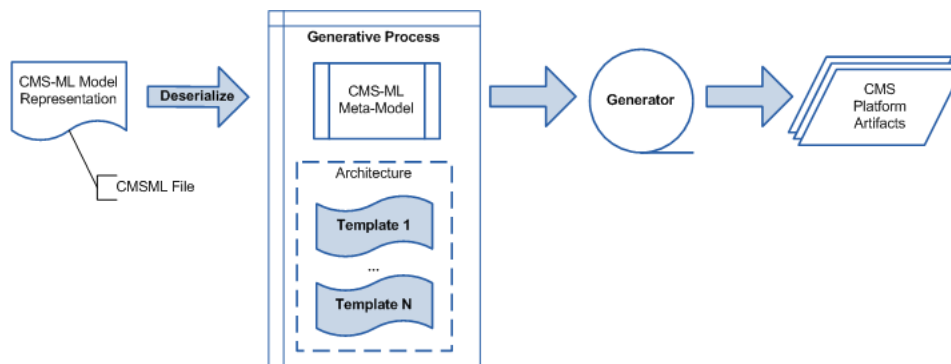 CMS-ML Model
Representation
CMSML File
Deserialize
Generative Process
CMS-ML
Meta-Model
Architecture
Template 1
...
Template N
Generator
CMS
Platform
Artifacts